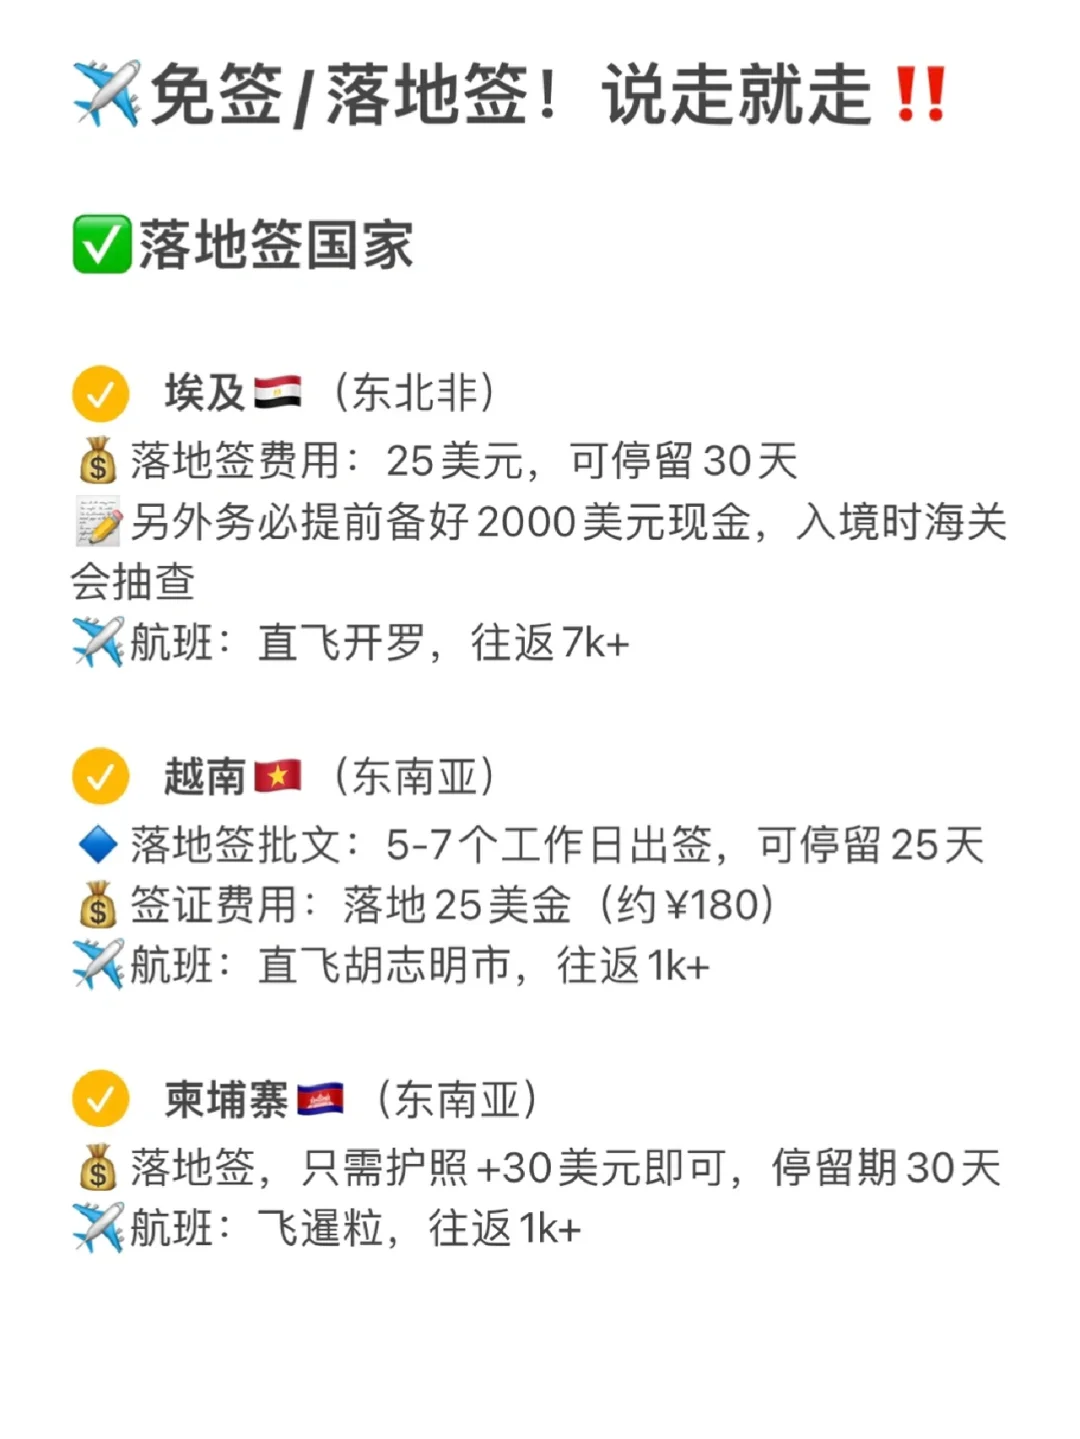 ✈️免签/落地签！说走就走‼️
✅落地签国家
埃及🇪🇬（东北非）
💰落地签费用：25美元，可停留30天
📝另外务必提前备好2000美元现金，入境时海关
会抽查
✈️航班：直飞开罗，往返7k+
越南🇻🇳（东南亚）
🔷落地签批文：5-7个工作日出签，可停留25天
💰签证费用：落地25美金（约¥180）
✈️航班：直飞胡志明市，往返1k+
柬埔寨🇰🇭（东南亚）
💰落地签，只需护照+30美元即可，停留期30天
✈️航班：飞暹粒，往返1k+